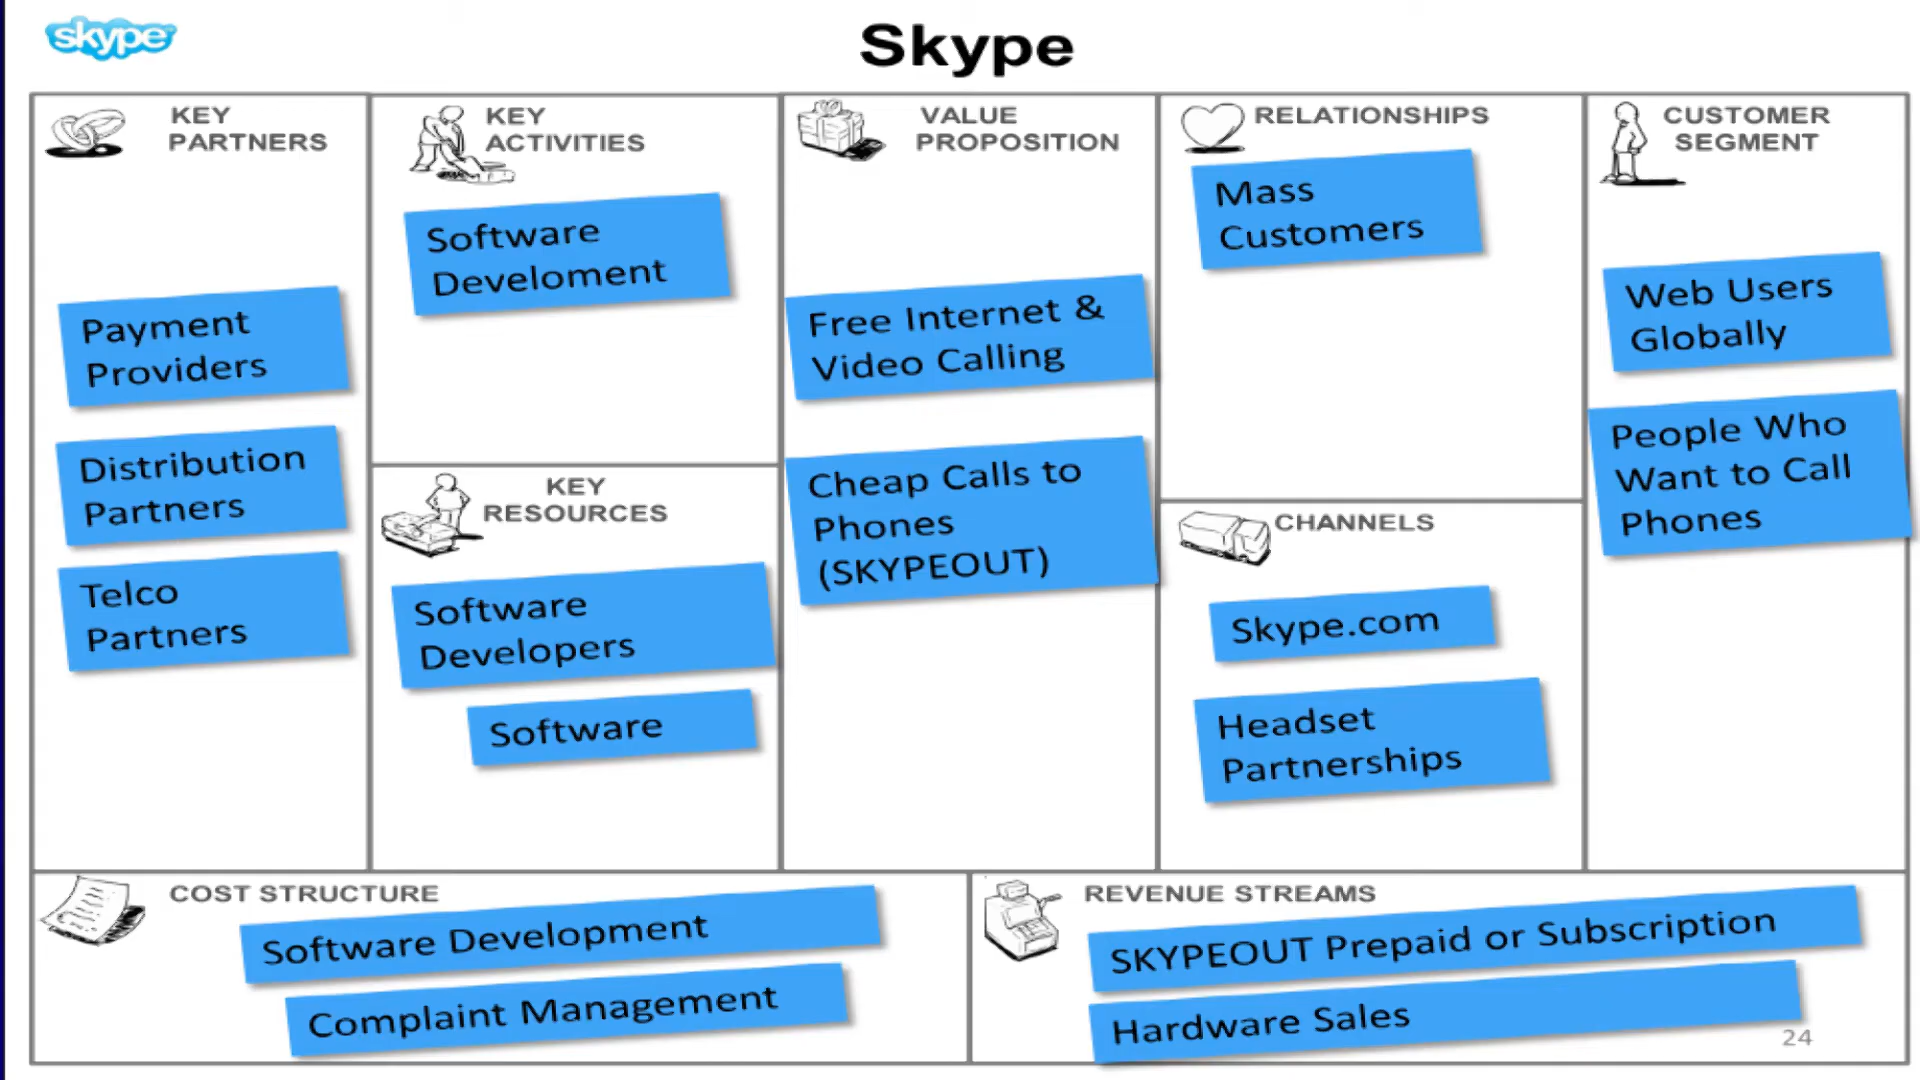 skype
Skype
KEY
PARTNERS
Payment
Providers
Distribution
Partners
Telco
Partners
KEY
ACTIVITIES
Software
Develoment
KEY
RESOURCES
Software
Developers
Software
VALUE
PROPOSITION
Free Internet &
Video Calling
Cheap Calls to
Phones
(SKYPEOUT)
RELATIONSHIPS
Mass
Customers
CHANNELS
Skype.com
Headset
Partnerships
CUSTOMER
SEGMENT
Web Users
Globally
People Who
Want to Call
Phones
COST STRUCTURE
Software Development
Complaint Management
REVENUE STREAMS
SKYPEOUT Prepaid or Subscription
Hardware Sales
24